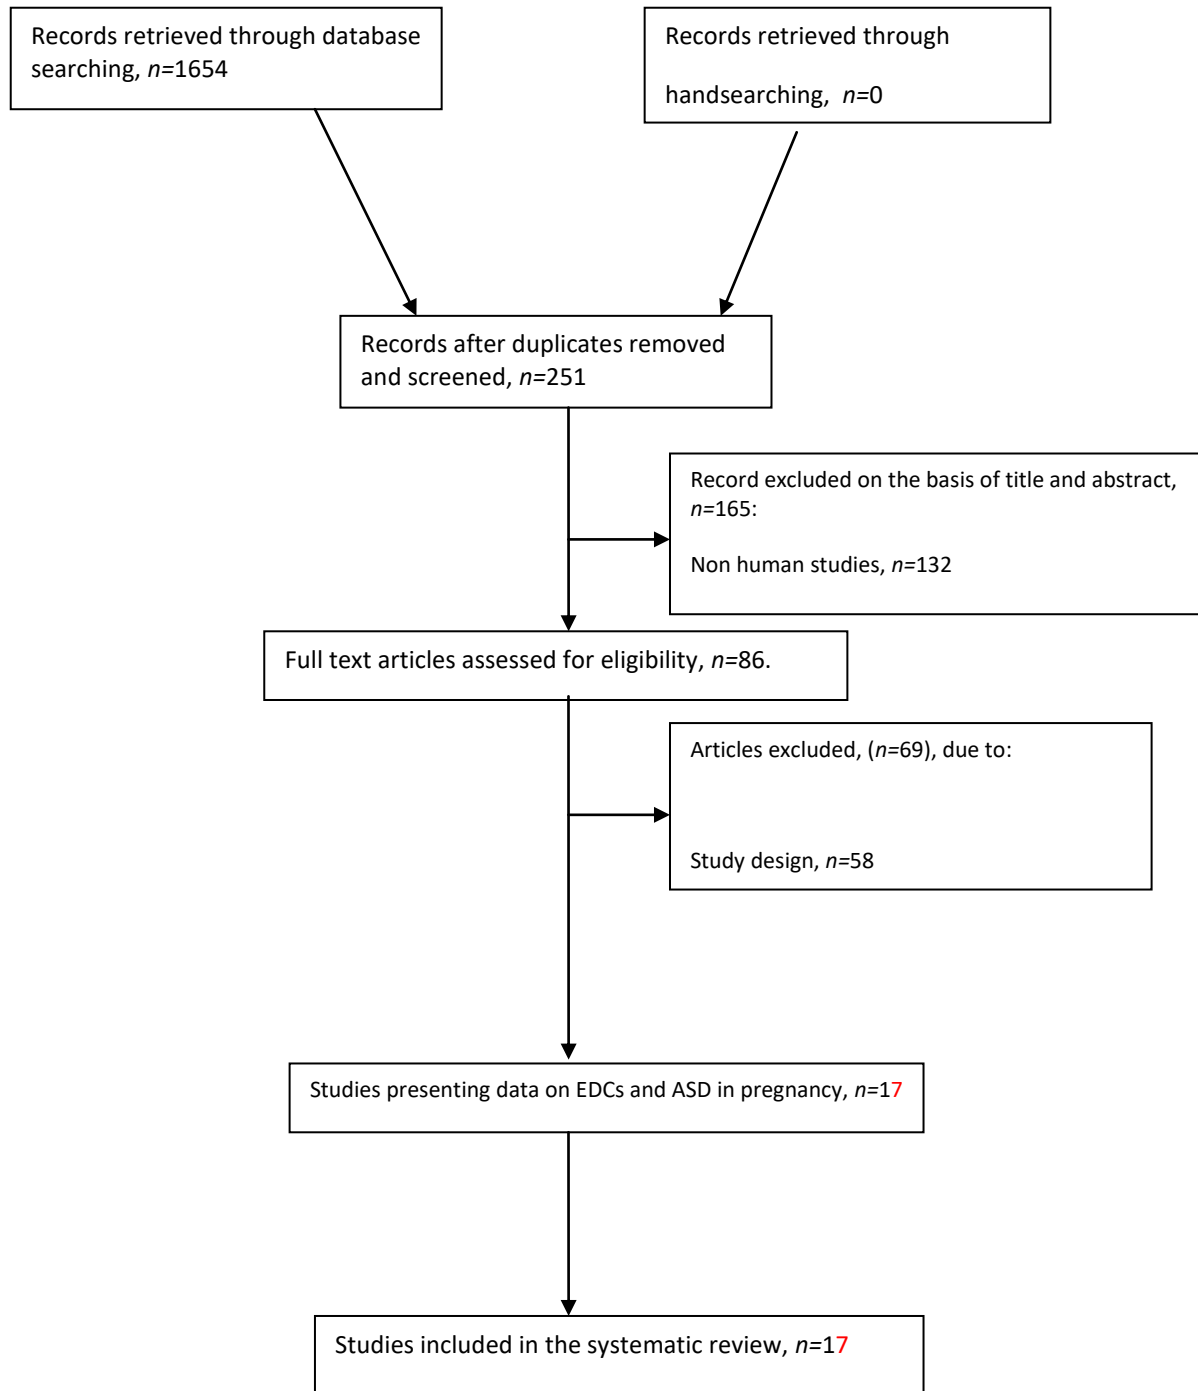 Records retrieved through database
searching, n=1654
Records retrieved through
handsearching, n=0
Records after duplicates removed
and screened, n=251
Record excluded on the basis of title and abstract,
n=165:
Non human studies, n=132
Full text articles assessed for eligibility, n=86.
Articles excluded, (n=69), due to:
Study design, n=58
Studies presenting data on EDCs and ASD in pregnancy, n=17
Studies included in the systematic review, n=17